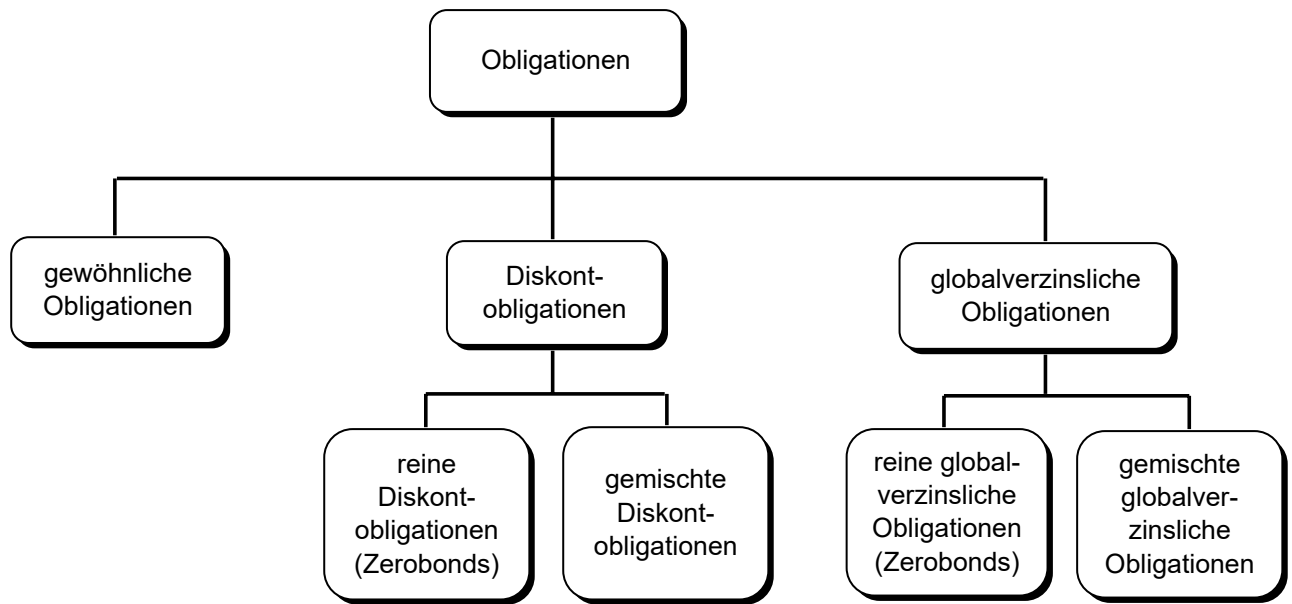 Obligationen
gewöhnliche
Obligationen
Diskont-
obligationen
globalverzinsliche
Obligationen
reine
Diskont-
obligationen
(Zerobonds)
gemischte
Diskont-
obligationen
reine global-
verzinsliche
Obligationen
(Zerobonds)
gemischte
globalver-
zinsliche
Obligationen